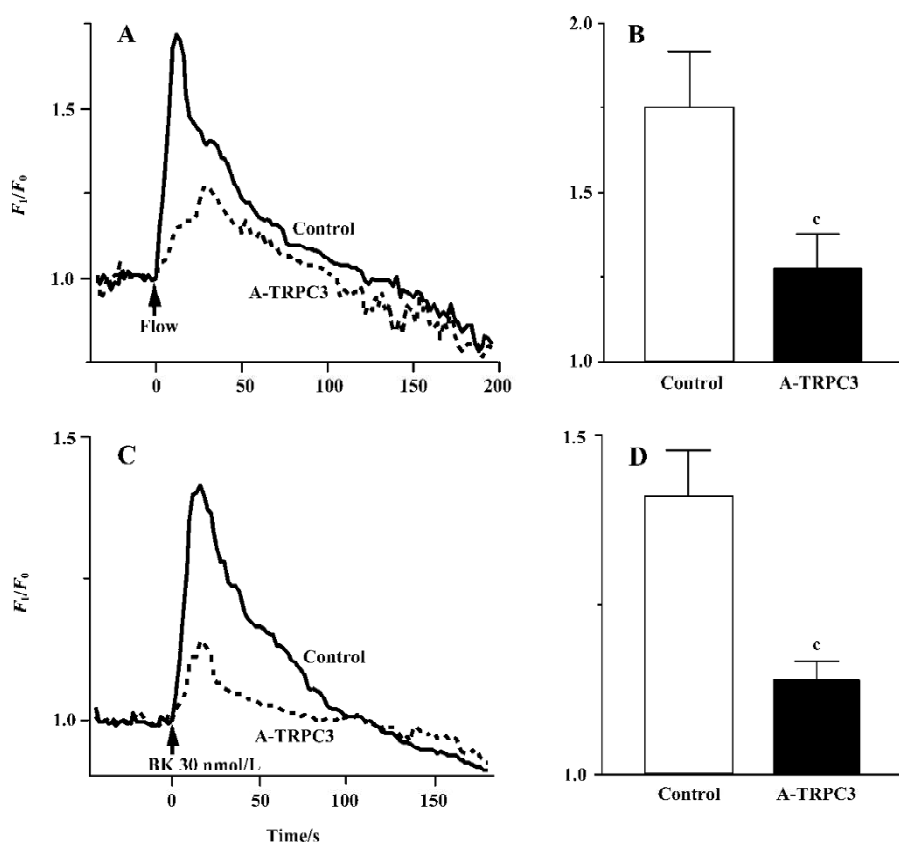 A
1.5
1.0
F₁/F₀
Control
A-TRPC3
Flow
0 50 100 150 200
B
2.0
1.5
1.0
c
Control A-TRPC3
C
1.5
1.0
F₁/F₀
Control
A-TRPC3
BK 30 nmol/L
0 50 100 150
Time/s
D
1.5
1.0
c
Control A-TRPC3